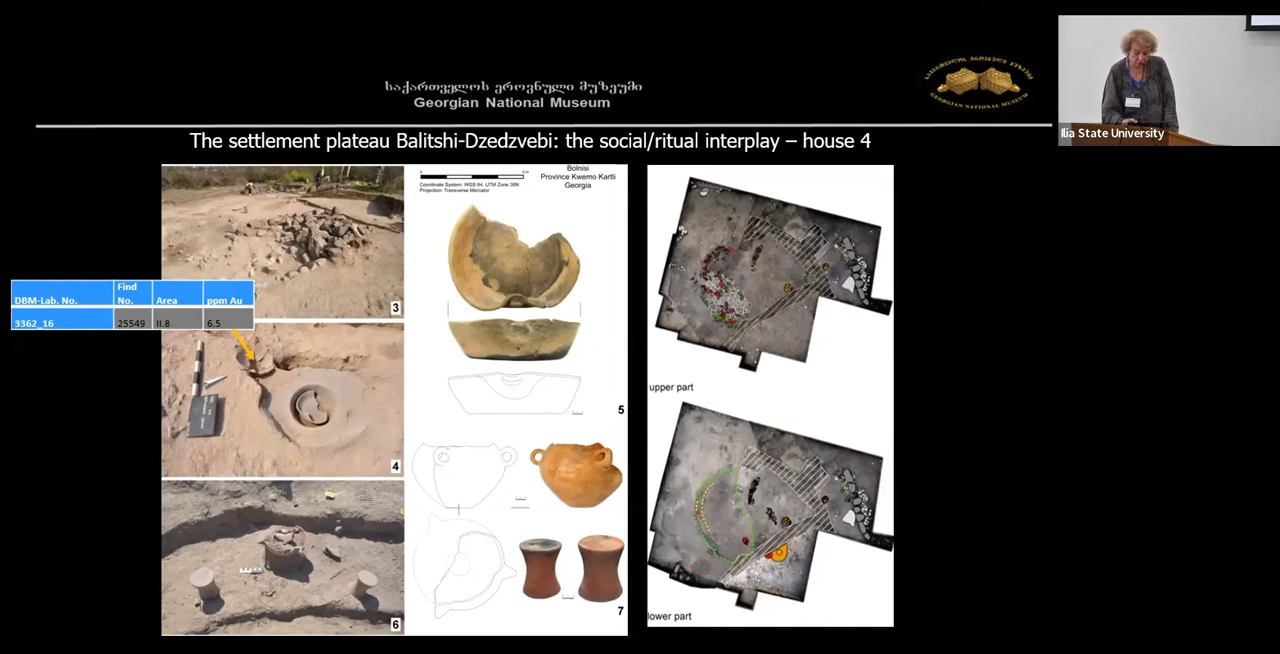 საქართველოს ეროვნული მუზეუმი
Georgian National Museum
GEORGIAN NATIONAL MUSEUM
Ilia State University
The settlement plateau Balitshi-Dzedzvebi: the social/ritual interplay – house 4
Bolnisi
Province Kwemo Kartli
Georgia
Coordinate System: WGS 84, UTM Zone 38N
Projection: Transverse Mercator
DBM-Lab. No. Find No. Area ppm Au
3362_16 25549 II.8 6.5
3
4
5
6
7
upper part
lower part